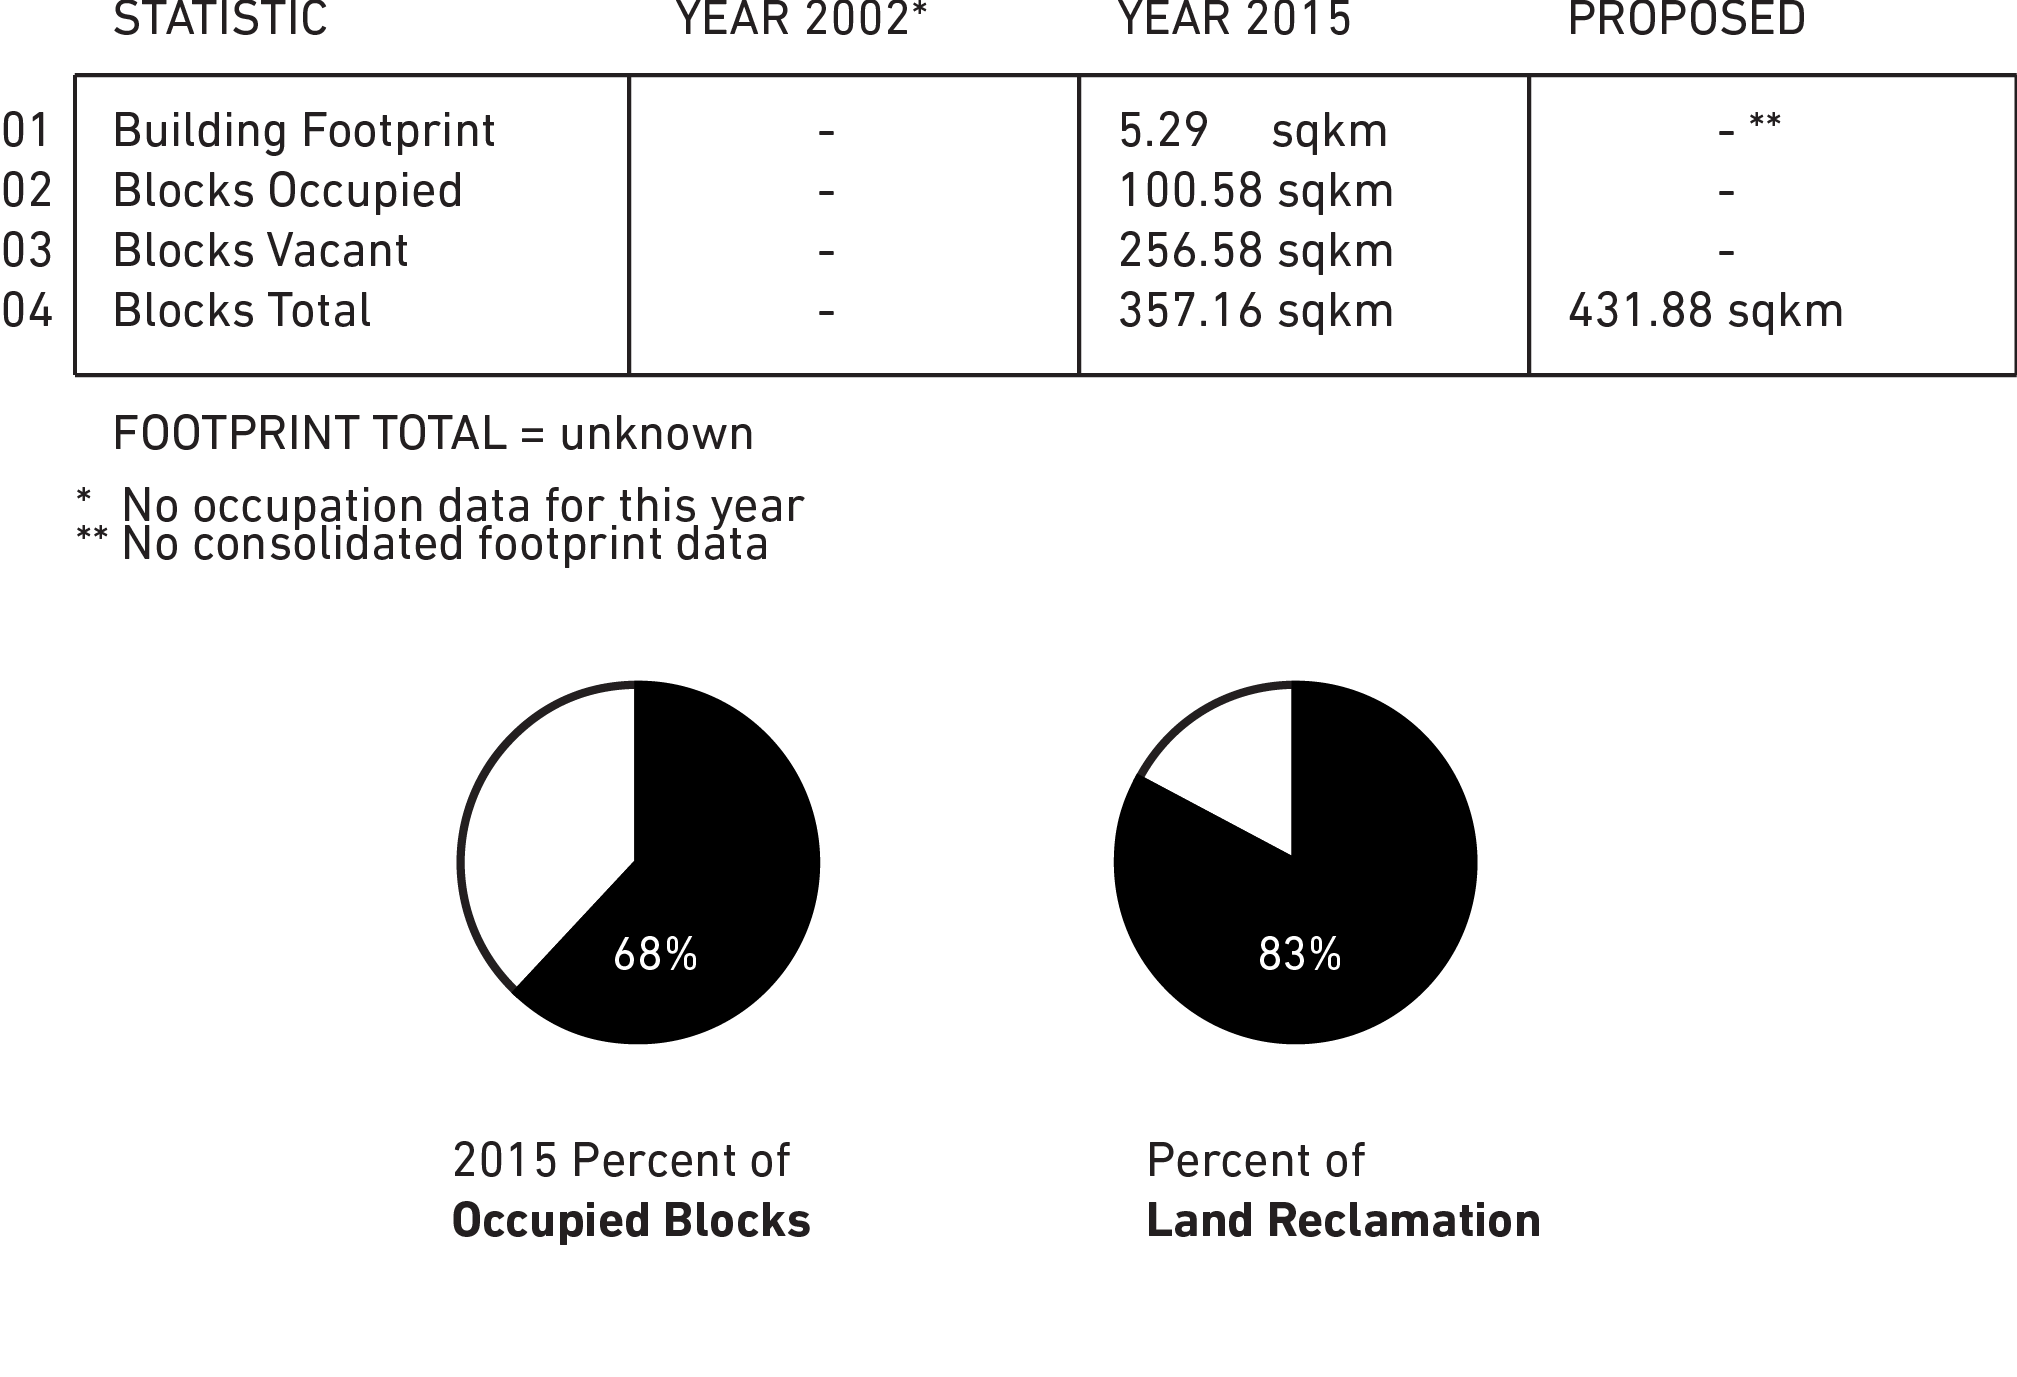 STATISTIC YEAR 2002* YEAR 2015 PROPOSED
01 Building Footprint - 5.29 sqkm - **
02 Blocks Occupied - 100.58 sqkm -
03 Blocks Vacant - 256.58 sqkm -
04 Blocks Total - 357.16 sqkm 431.88 sqkm
FOOTPRINT TOTAL = unknown
* No occupation data for this year
** No consolidated footprint data
68%
83%
2015 Percent of
Occupied Blocks
Percent of
Land Reclamation